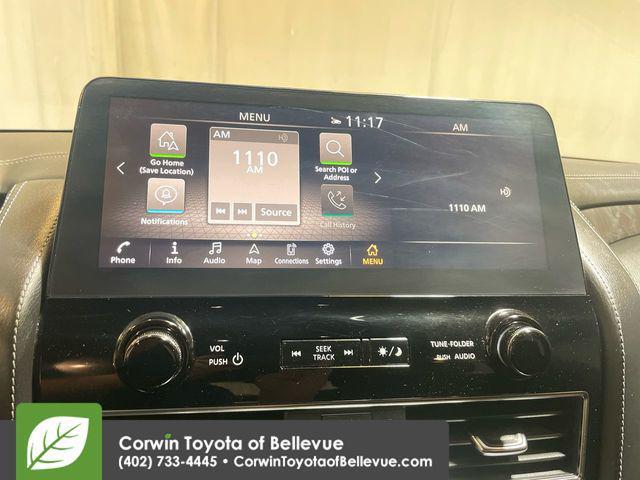 MENU
11:17
AM
Go Home
(Save Location)
AM
1110
AM
Source
Search POI or
Address
1110 AM
Notifications
Call History
Phone
Info
Audio
Map
Connections
Settings
MENU
VOL
PUSH
SEEK
TRACK
TUNE·FOLDER
PUSH AUDIO
Corwin Toyota of Bellevue
(402) 733-4445 • CorwinToyotaofBellevue.com